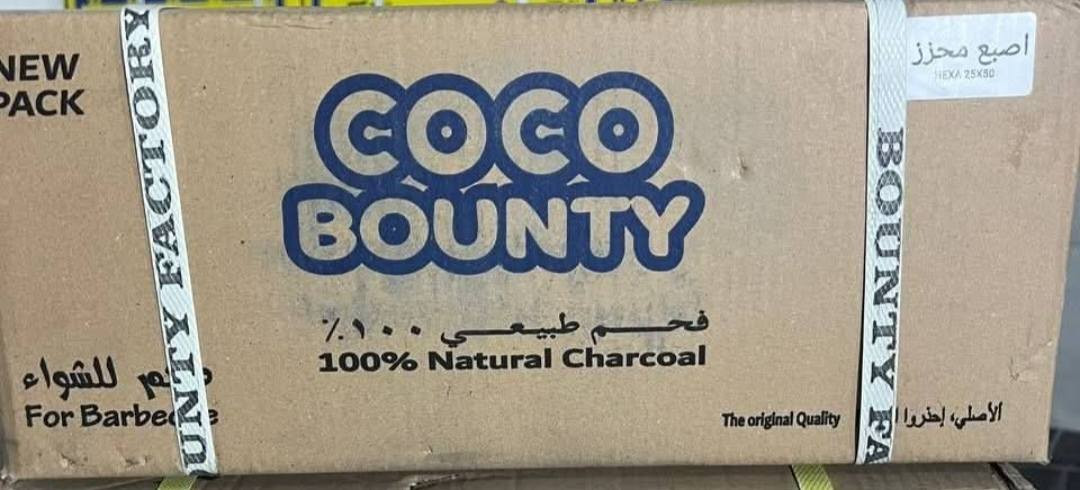 NEW
PACK
COCO
BOUNTY
فحم طبيعي ١٠٠٪
100% Natural Charcoal
للشواء
For Barbe
The original Quality
الأصلي، إحذروا
اصبع محزز
HEXA 25X50
UNTY FACTORY
BOUNTY FA